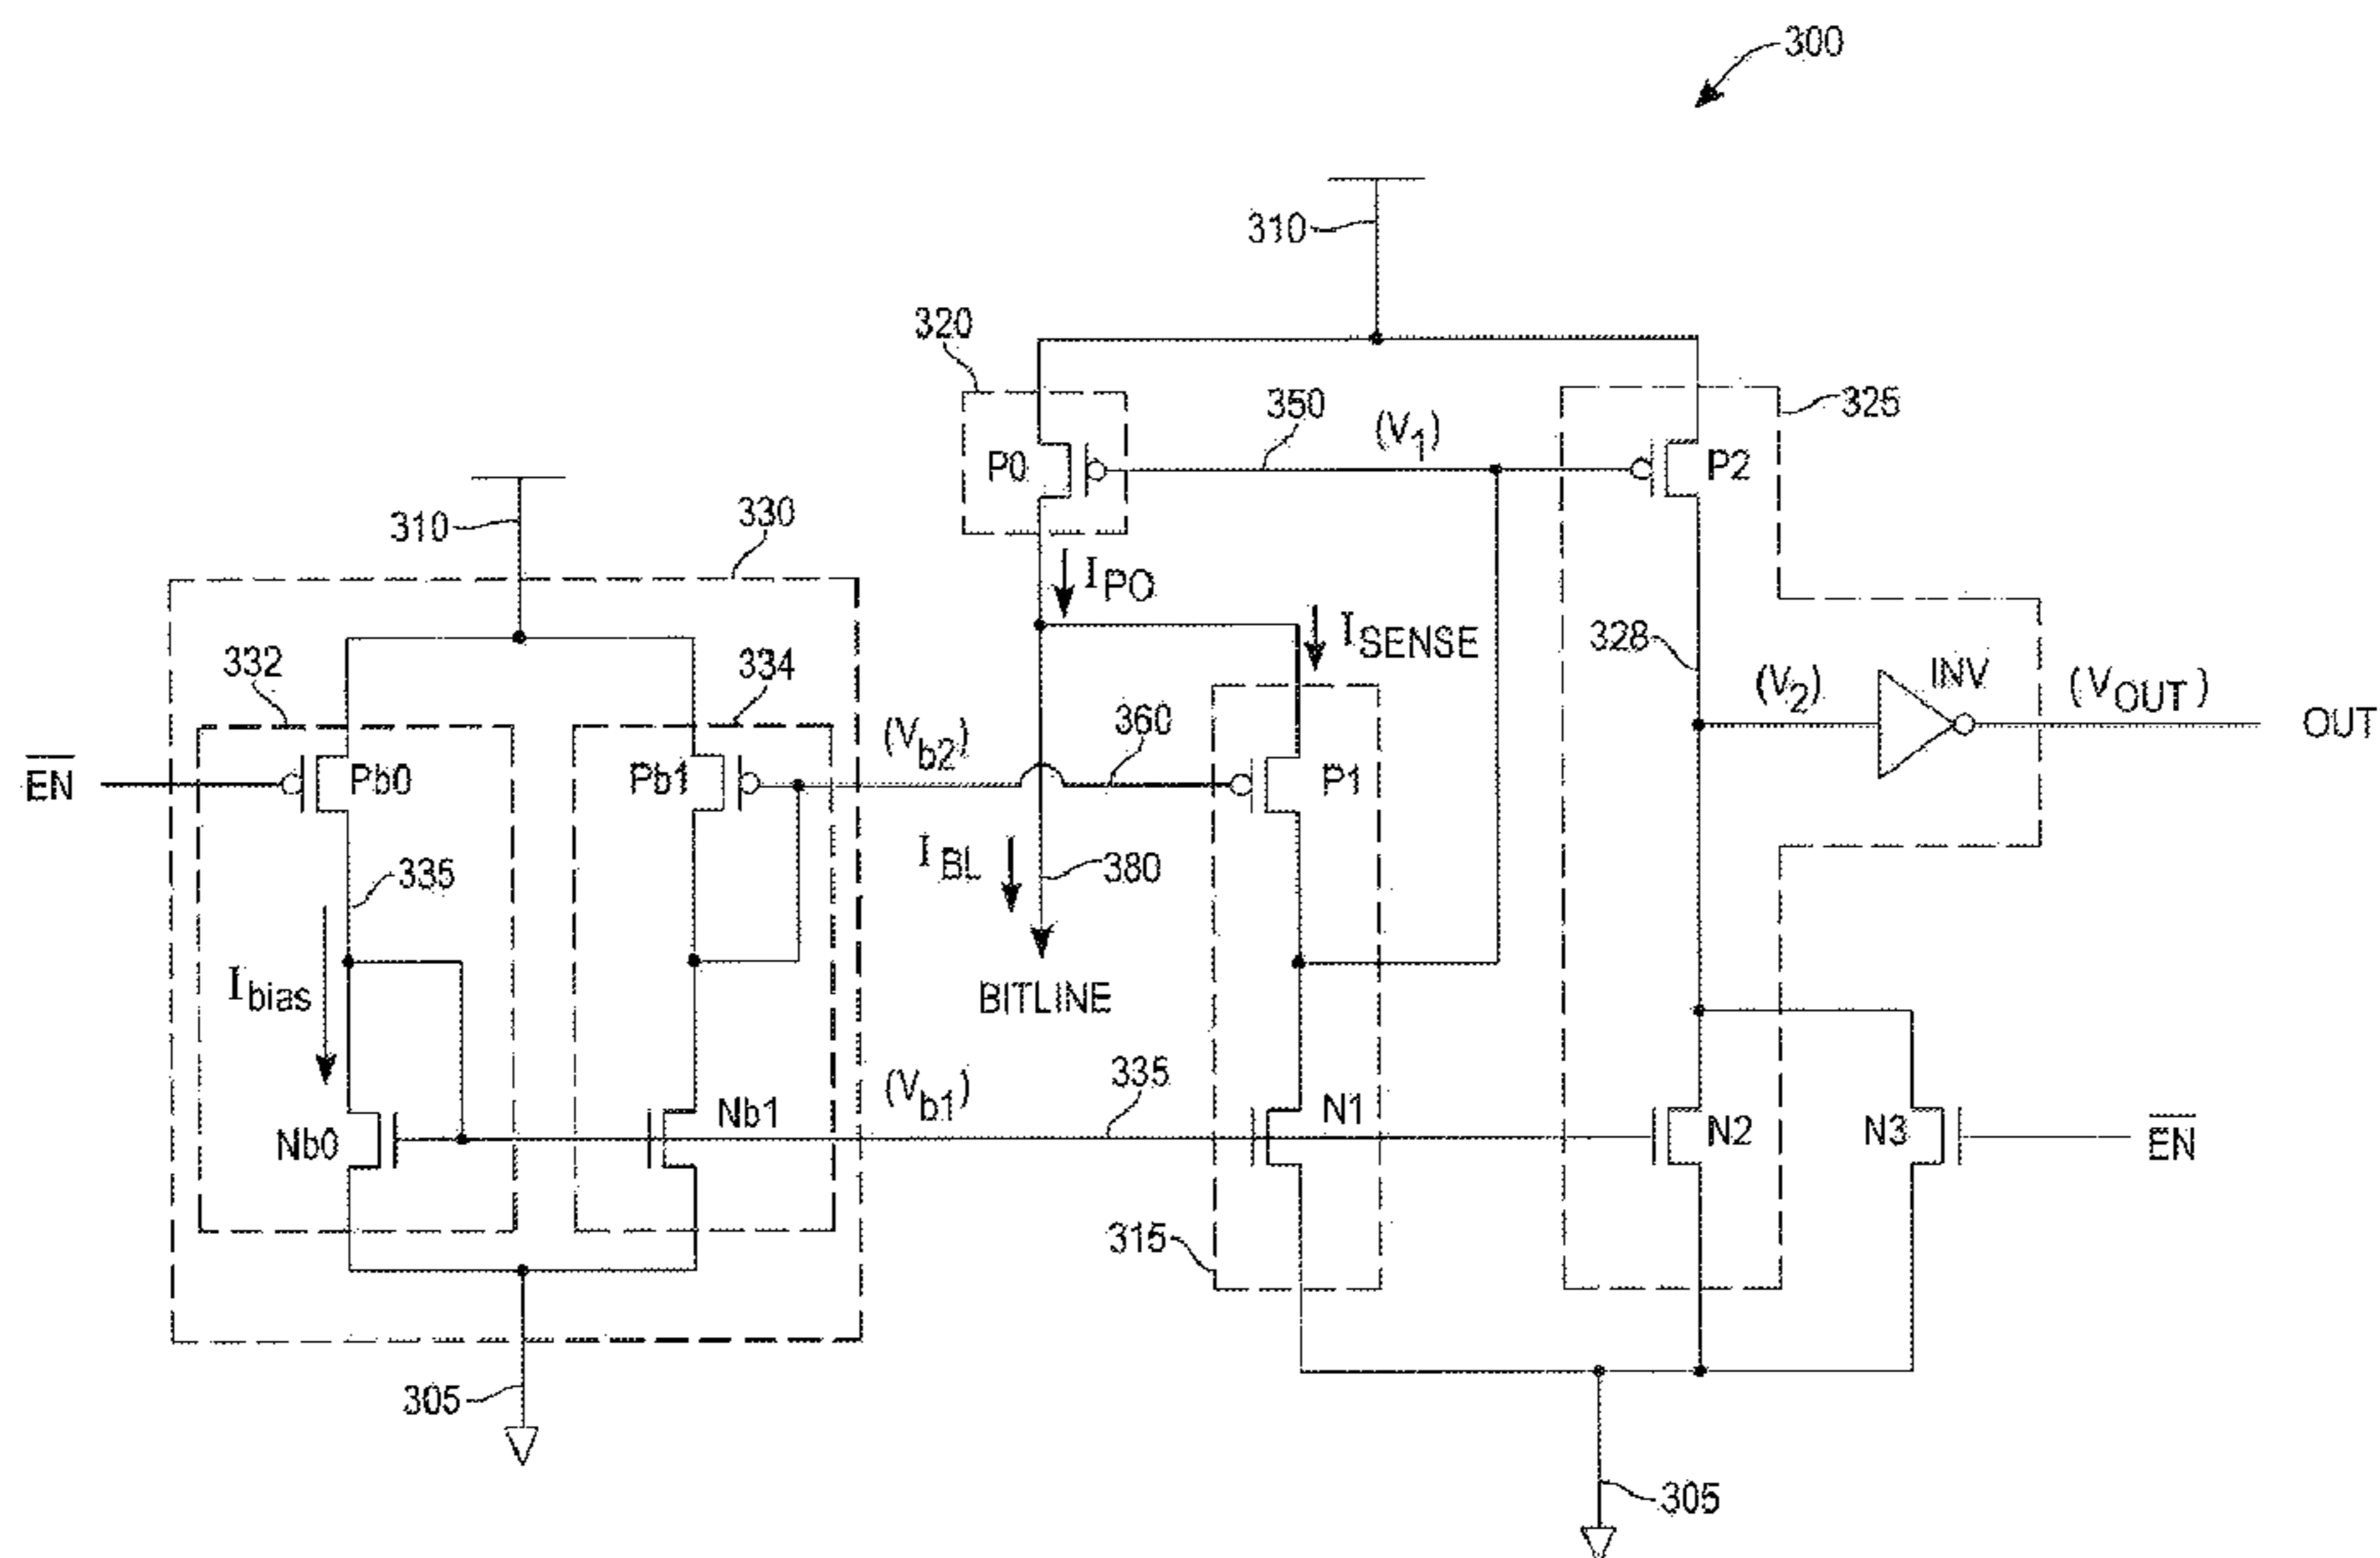 300
310
320
350
(V1)
325
P0
P2
310
330
IPO
ISENSE
328
332
334
(Vb2)
360
(V2)
INV
(VOUT)
OUT
E̅N̅
Pb0
Pb1
P1
IBL
380
335
Ibias
BITLINE
(Vb1)
335
Nb0
Nb1
N1
N2
N3
E̅N̅
315
305
305